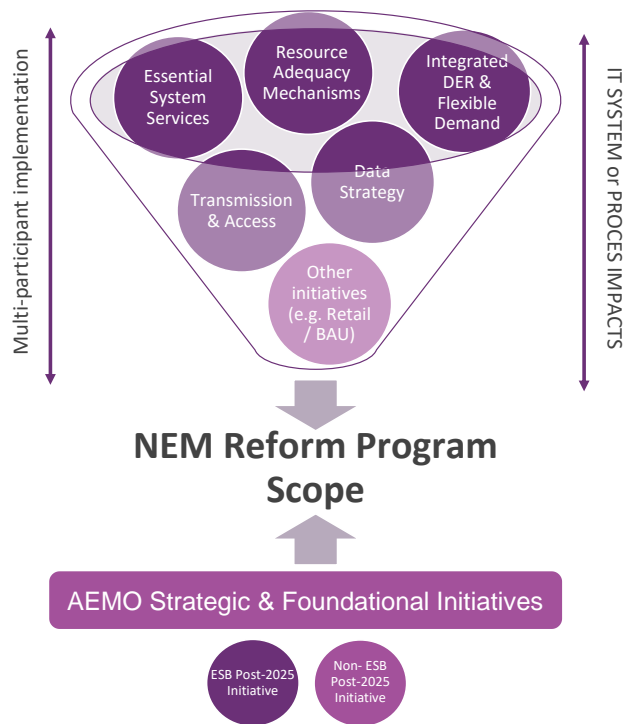 Multi-participant implementation
Essential
System
Services
Resource
Adequacy
Mechanisms
Integrated
DER &
Flexible
Demand
IT SYSTEM or PROCES IMPACTS
Transmission
& Access
Data
Strategy
Other
initiatives
(e.g. Retail
/ BAU)
NEM Reform Program
Scope
AEMO Strategic & Foundational Initiatives
ESB Post-2025
Initiative
Non- ESB
Post-2025
Initiative